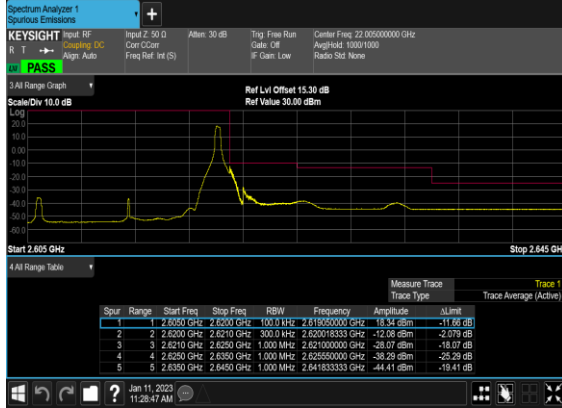 Spectrum Analyzer 1
Spurious Emissions
KEYSIGHT Input: RF Input Z: 50 Ω Atten: 30 dB Trig: Free Run Center Freq: 22.005000000 GHz
R T Coupling: DC Corr CCorr Gate: Off Avg|Hold: 1000/1000
Align: Auto Freq Ref: Int (S) IF Gain: Low Radio Std: None
PASS
3 All Range Graph
Scale/Div 10.0 dB Ref Lvl Offset 15.30 dB
Ref Value 30.00 dBm
Log
20.0
10.0
0.00
-10.0
-20.0
-30.0
-40.0
-50.0
-60.0
Start 2.605 GHz Stop 2.645 GH
4 All Range Table
Measure Trace Trace 1
Trace Type Trace Average (Active)
Spur Range Start Freq Stop Freq RBW Frequency Amplitude ΔLimit
1 1 2.6050 GHz 2.6200 GHz 100.0 kHz 2.619050000 GHz 18.34 dBm -11.66 dB
2 2 2.6200 GHz 2.6210 GHz 300.0 kHz 2.620018333 GHz -12.08 dBm -2.079 dB
3 3 2.6210 GHz 2.6250 GHz 1.000 MHz 2.621000000 GHz -28.07 dBm -18.07 dB
4 4 2.6250 GHz 2.6350 GHz 1.000 MHz 2.625550000 GHz -38.29 dBm -25.29 dB
5 5 2.6350 GHz 2.6450 GHz 1.000 MHz 2.641833333 GHz -44.41 dBm -19.41 dB
Jan 11, 2023
11:28:47 AM